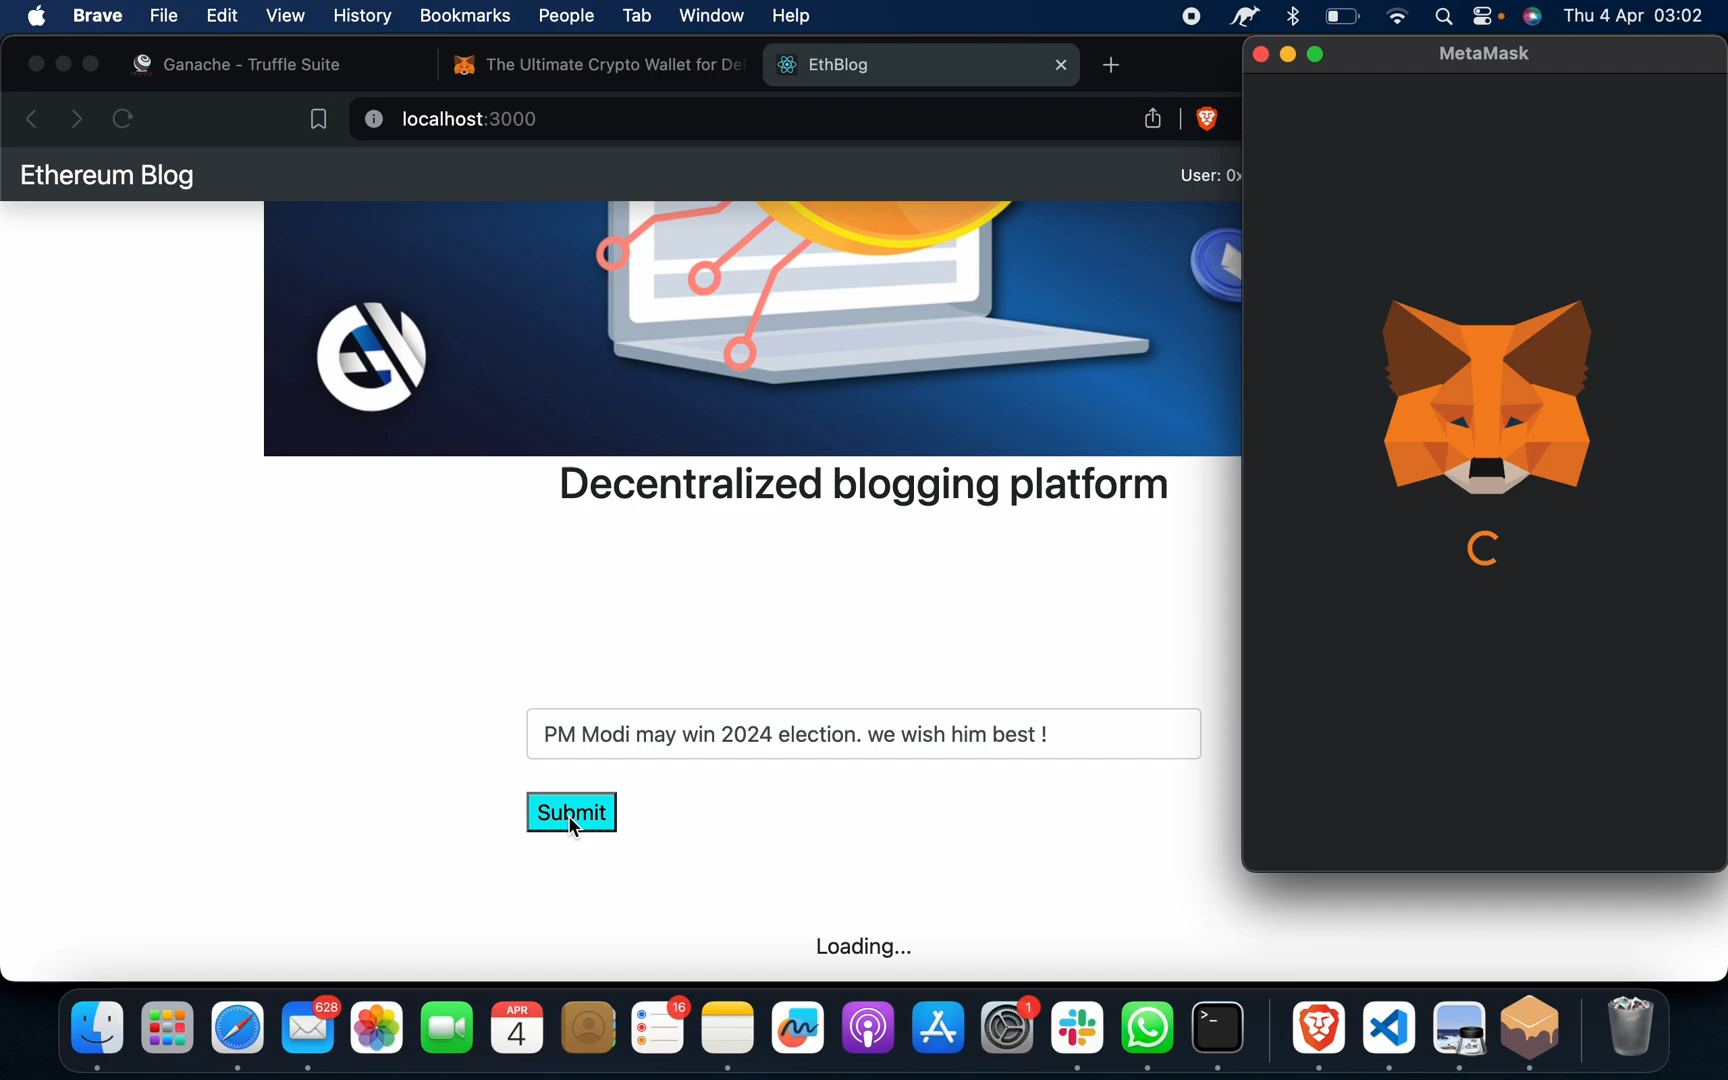 Brave File Edit View History Bookmarks People Tab Window Help Thu 4 Apr 03:02
Ganache - Truffle Suite The Ultimate Crypto Wallet for De EthBlog MetaMask
localhost:3000
Ethereum Blog User: 0x
Decentralized blogging platform
PM Modi may win 2024 election. we wish him best !
Submit
Loading...
628 APR 4 16 1 >_